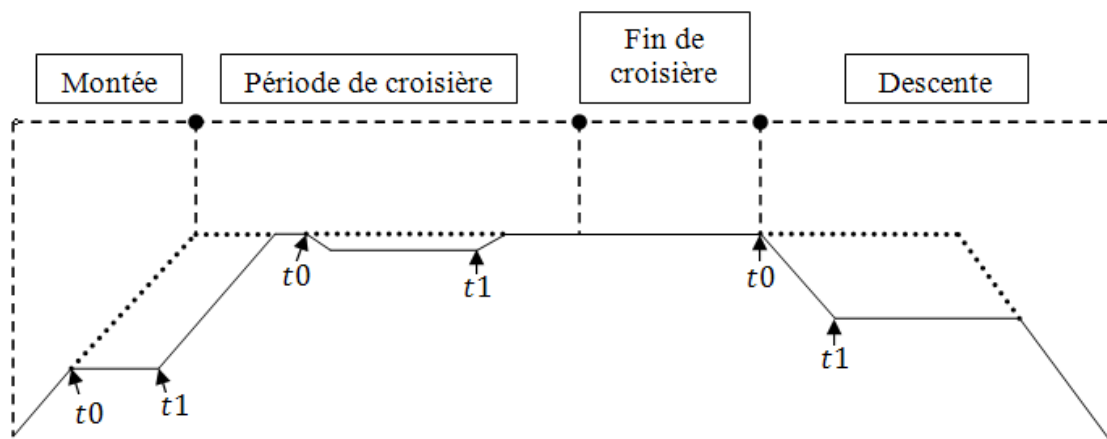 Montée
Période de croisière
Fin de
croisière
Descente
t0
t1
t0
t1
t0
t1